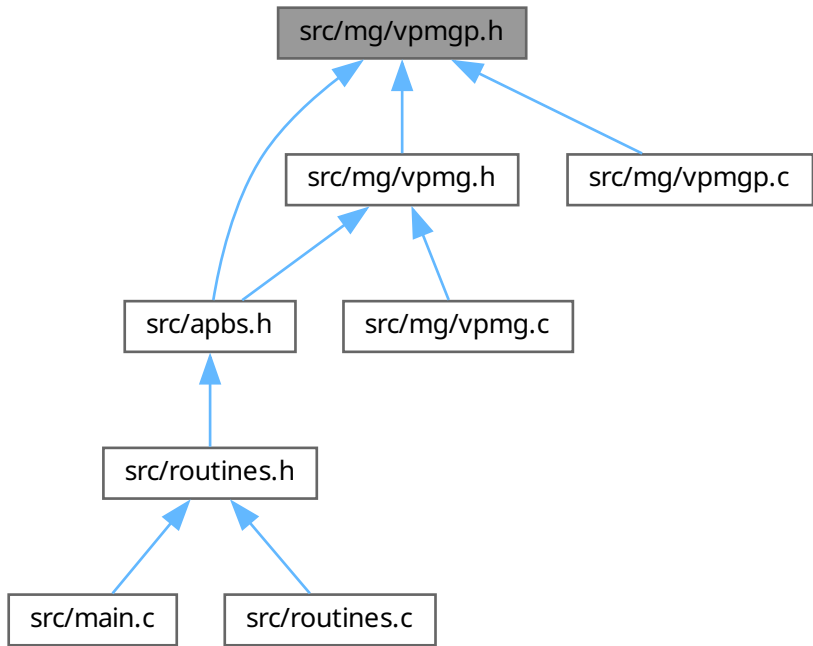 src/mg/vpmgp.h
src/mg/vpmg.h
src/mg/vpmgp.c
src/apbs.h
src/mg/vpmg.c
src/routines.h
src/main.c
src/routines.c